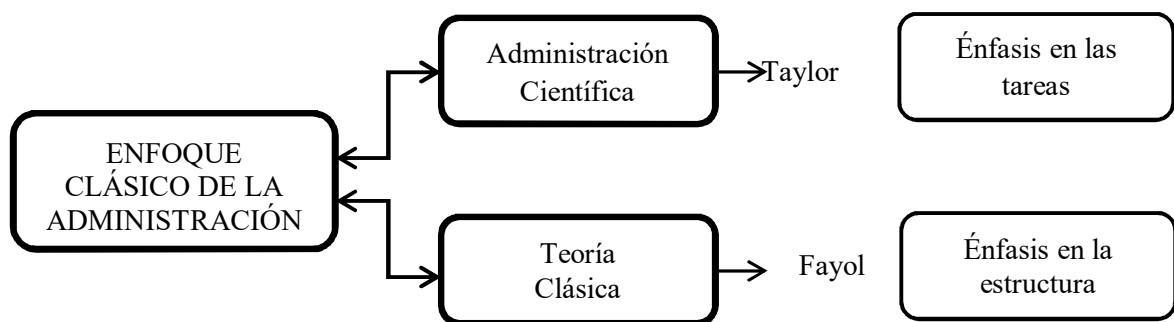 Administración
Científica
Taylor
Énfasis en las
tareas
ENFOQUE
CLÁSICO DE LA
ADMINISTRACIÓN
Teoría
Clásica
Fayol
Énfasis en la
estructura